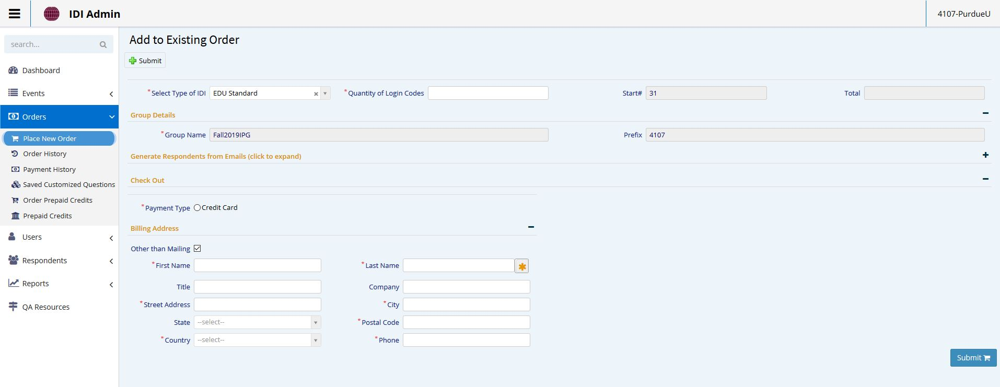 IDI Admin
4107-PurdueU
search...
Dashboard
Events
Orders
Place New Order
Order History
Payment History
Saved Customized Questions
Order Prepaid Credits
Prepaid Credits
Users
Respondents
Reports
QA Resources
Add to Existing Order
Submit
*Select Type of IDI EDU Standard *Quantity of Login Codes Start# 31 Total
Group Details
*Group Name Fall2019IPG Prefix 4107
Generate Respondents from Emails (click to expand)
Check Out
*Payment Type Credit Card
Billing Address
Other than Mailing
*First Name *Last Name
Title Company
*Street Address *City
State --select-- *Postal Code
*Country --select-- *Phone
Submit